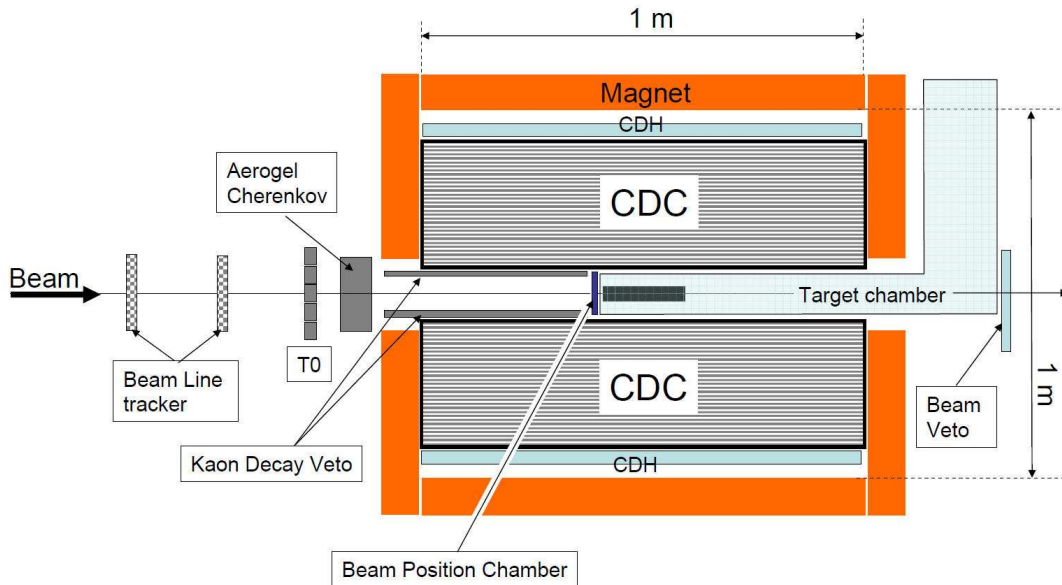 1 m
Magnet
CDH
Aerogel
Cherenkov
CDC
Beam
Target chamber
T0
Beam Line
tracker
CDC
1 m
Beam
Veto
Kaon Decay Veto
CDH
Beam Position Chamber